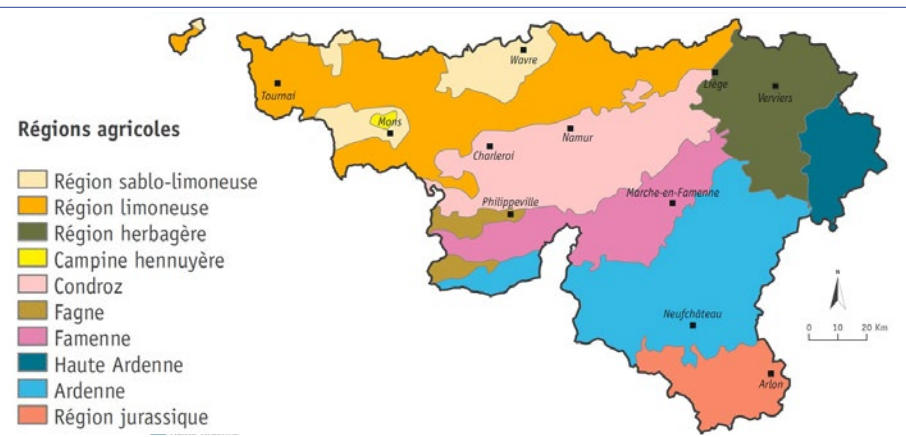 Wavre
Tournai
Liège
Verviers
Mons
Namur
Charleroi
Régions agricoles
Marche-en-Famenne
Philippeville
Région sablo-limoneuse
Région limoneuse
Région herbagère
Campine hennuyère
Condroz
Fagne
Famenne
Haute Ardenne
Ardenne
Région jurassique
Neufchâteau
Arlon
N
0 10 20 Km